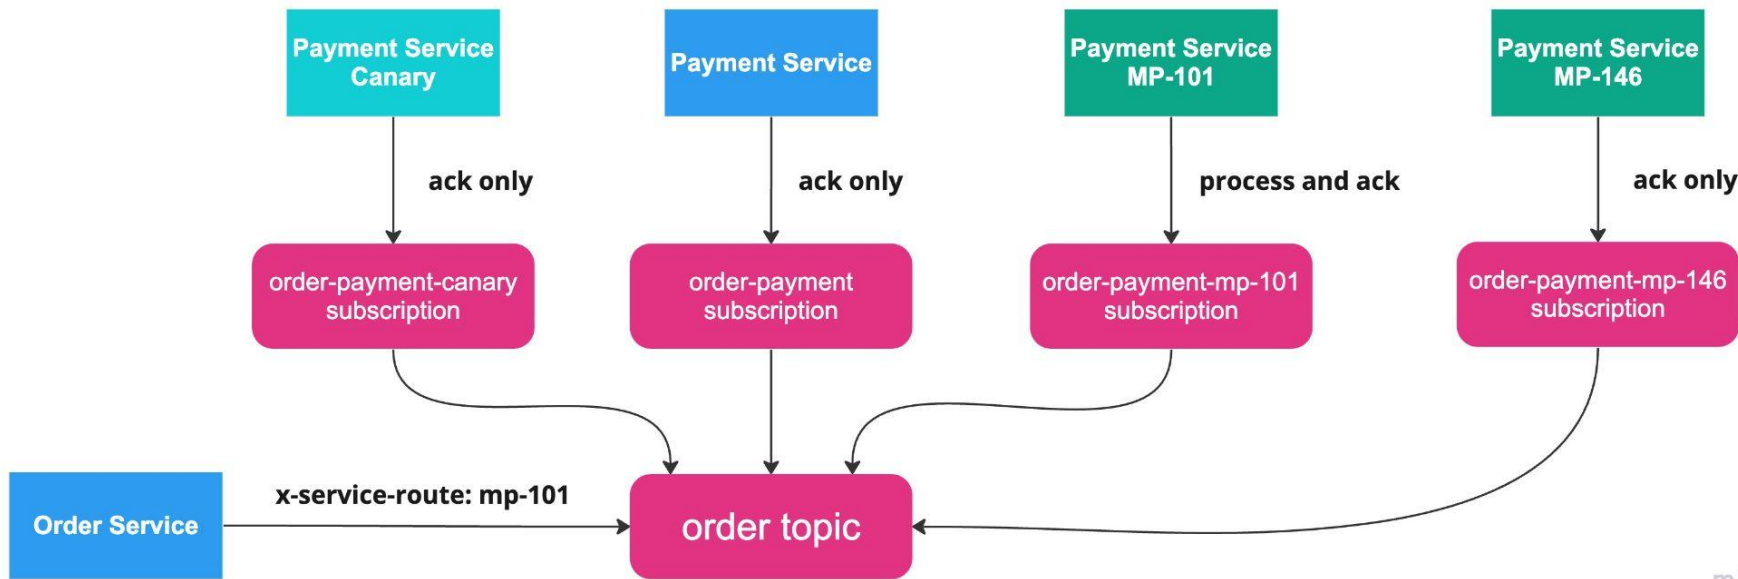 Payment Service
Canary
Payment Service
Payment Service
MP-101
Payment Service
MP-146
ack only
ack only
process and ack
ack only
order-payment-canary
subscription
order-payment
subscription
order-payment-mp-101
subscription
order-payment-mp-146
subscription
x-service-route: mp-101
Order Service
order topic